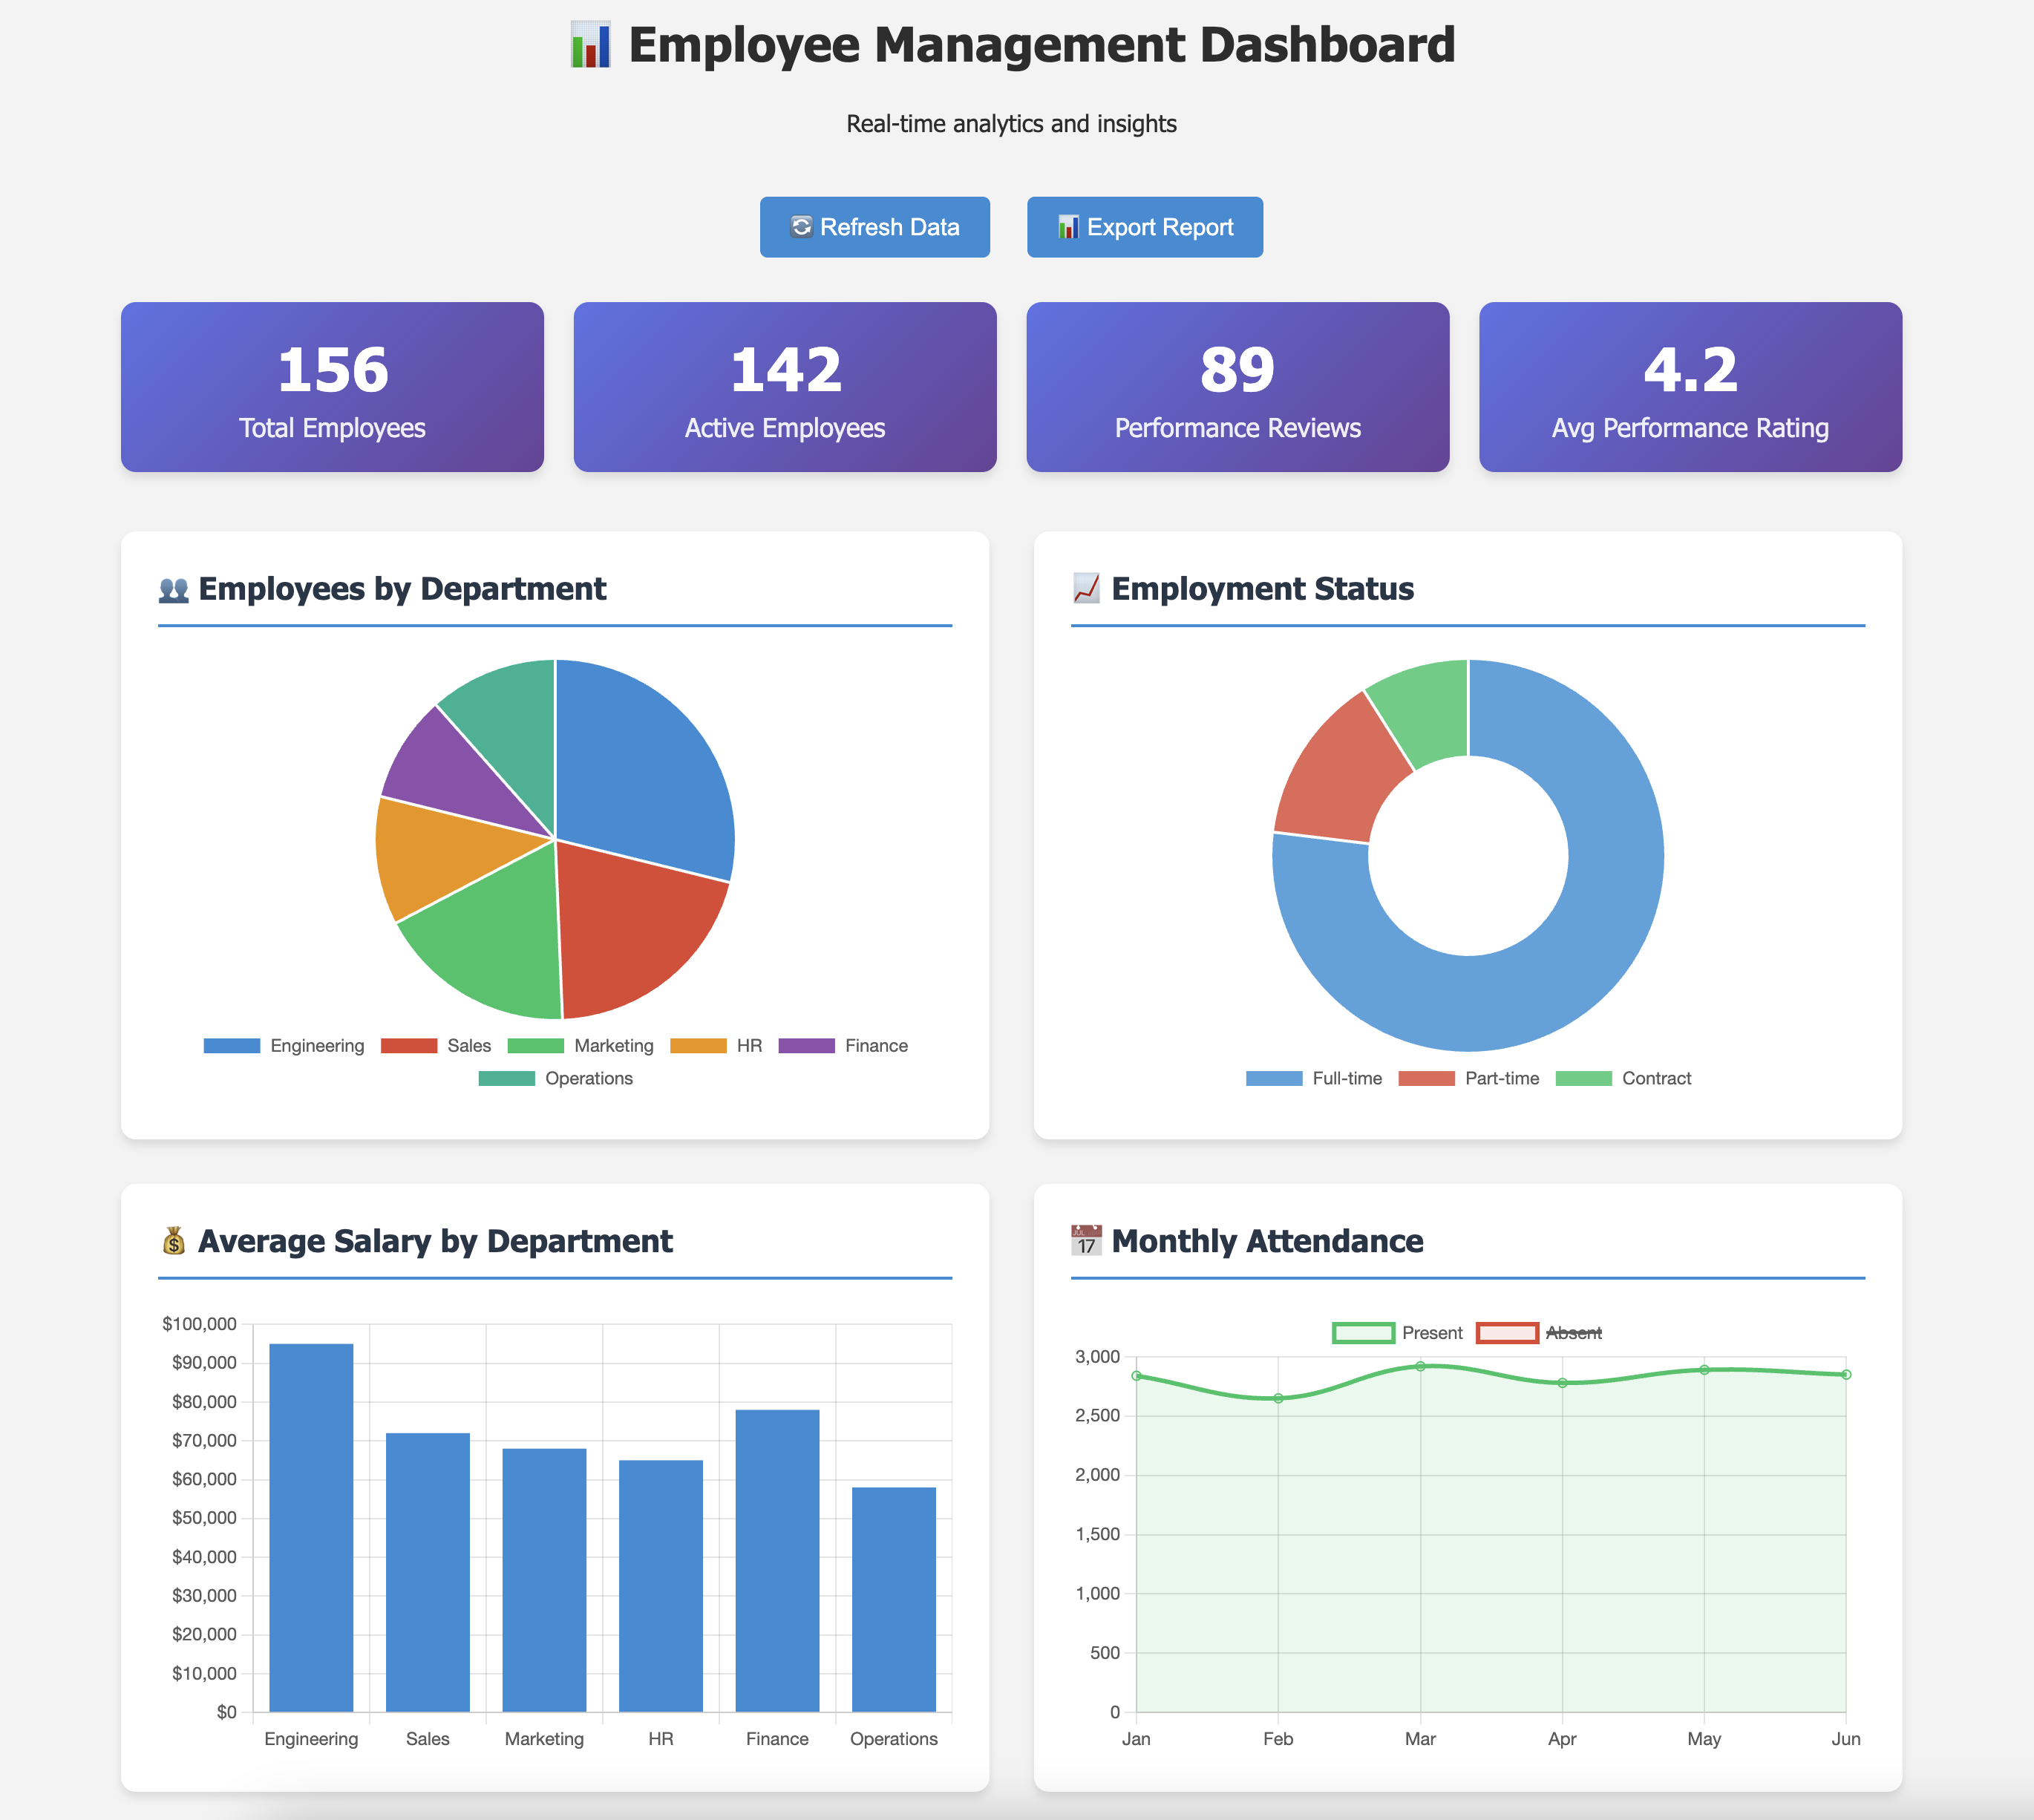 Employee Management Dashboard
Real-time analytics and insights
Refresh Data
Export Report
156
Total Employees
142
Active Employees
89
Performance Reviews
4.2
Avg Performance Rating
Employees by Department
Engineering Sales Marketing HR Finance
Operations
Employment Status
Full-time Part-time Contract
Average Salary by Department
$100,000
$90,000
$80,000
$70,000
$60,000
$50,000
$40,000
$30,000
$20,000
$10,000
$0
Engineering Sales Marketing HR Finance Operations
JUL
17
Monthly Attendance
Present Absent
3,000
2,500
2,000
1,500
1,000
500
0
Jan Feb Mar Apr May Jun